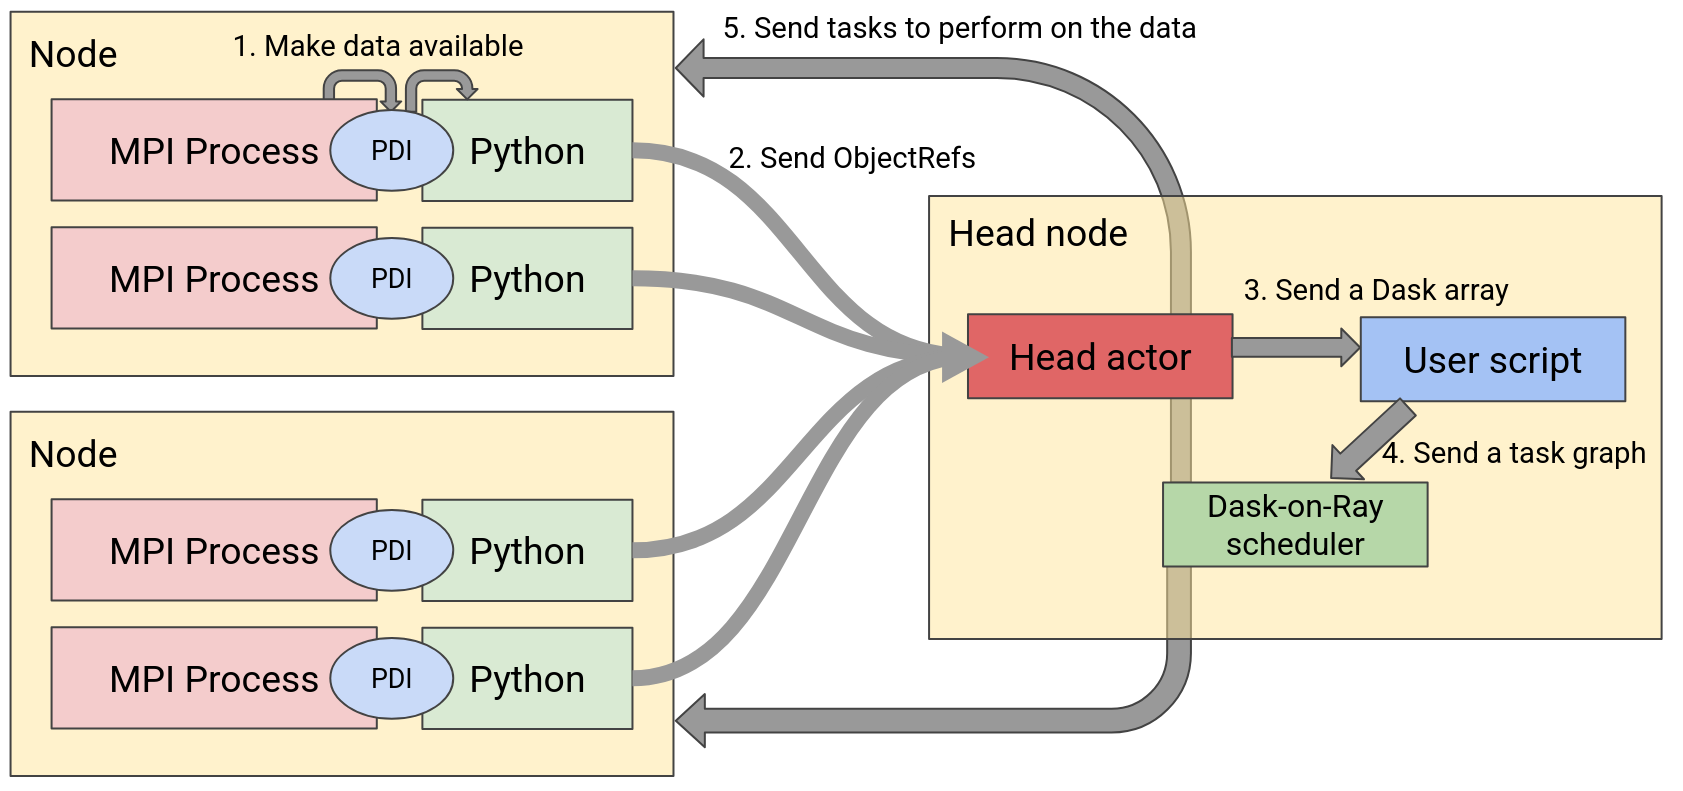 Node
1. Make data available
MPI Process
PDI
Python
MPI Process
PDI
Python
Node
MPI Process
PDI
Python
MPI Process
PDI
Python
5. Send tasks to perform on the data
2. Send ObjectRefs
Head node
3. Send a Dask array
Head actor
User script
4. Send a task graph
Dask-on-Ray
scheduler